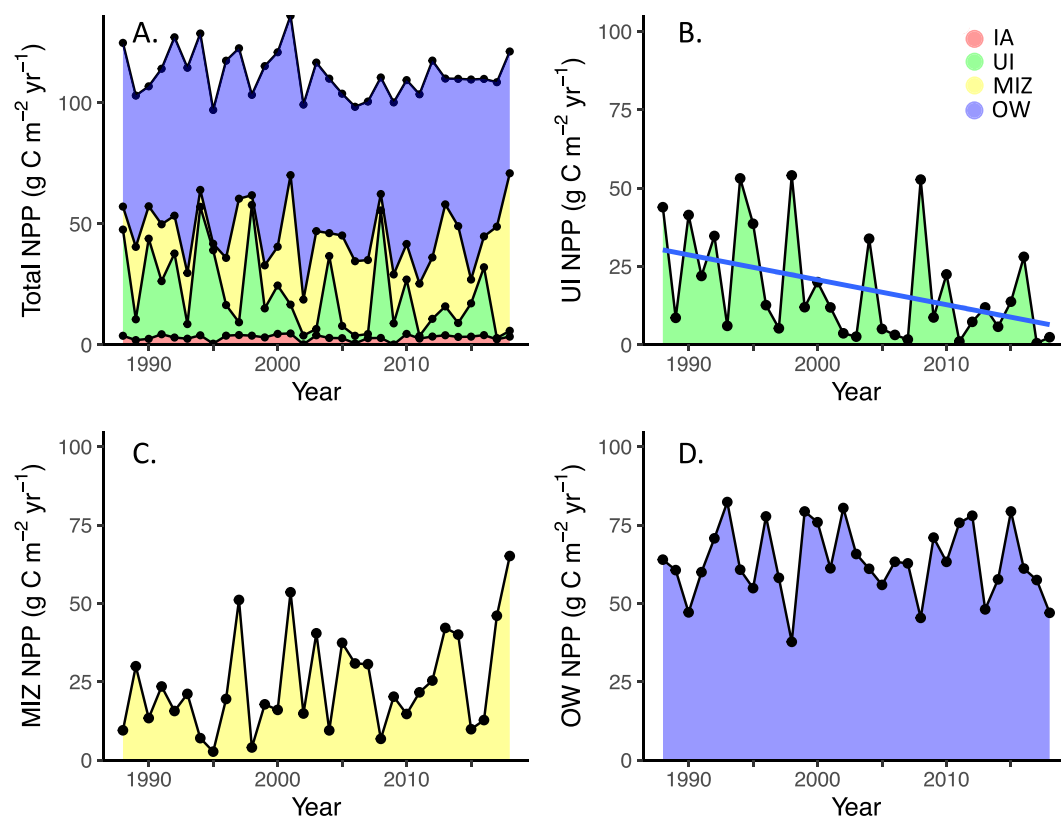 A.
Total NPP (g C m⁻² yr⁻¹)
100
50
0
1990
2000
2010
Year
B.
IA
UI
MIZ
OW
UI NPP (g C m⁻² yr⁻¹)
100
75
50
25
0
1990
2000
2010
Year
C.
MIZ NPP (g C m⁻² yr⁻¹)
100
75
50
25
0
1990
2000
2010
Year
D.
OW NPP (g C m⁻² yr⁻¹)
100
75
50
25
0
1990
2000
2010
Year